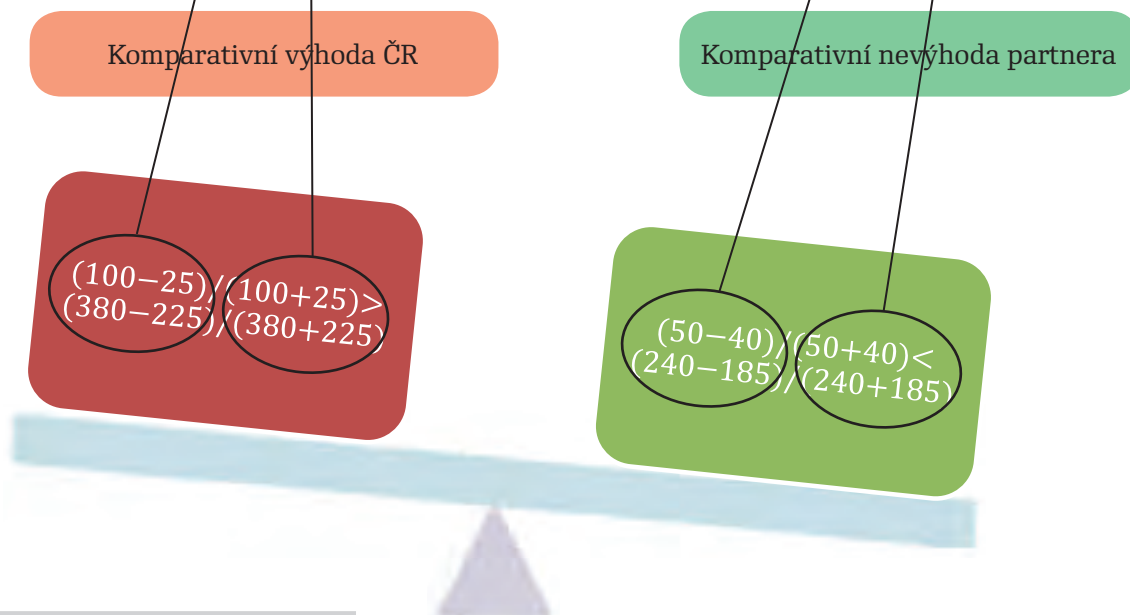 Komparativní výhoda ČR
Komparativní nevýhoda partnera
(100−25)/(100+25)>
(380−225)/(380+225)
(50−40)/(50+40)<
(240−185)/(240+185)